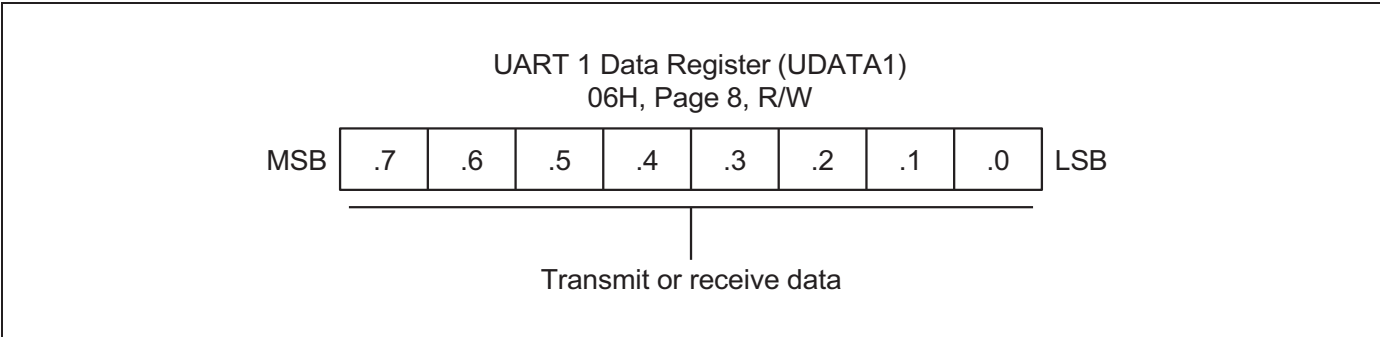 UART 1 Data Register (UDATA1)
06H, Page 8, R/W
MSB .7 .6 .5 .4 .3 .2 .1 .0 LSB
Transmit or receive data